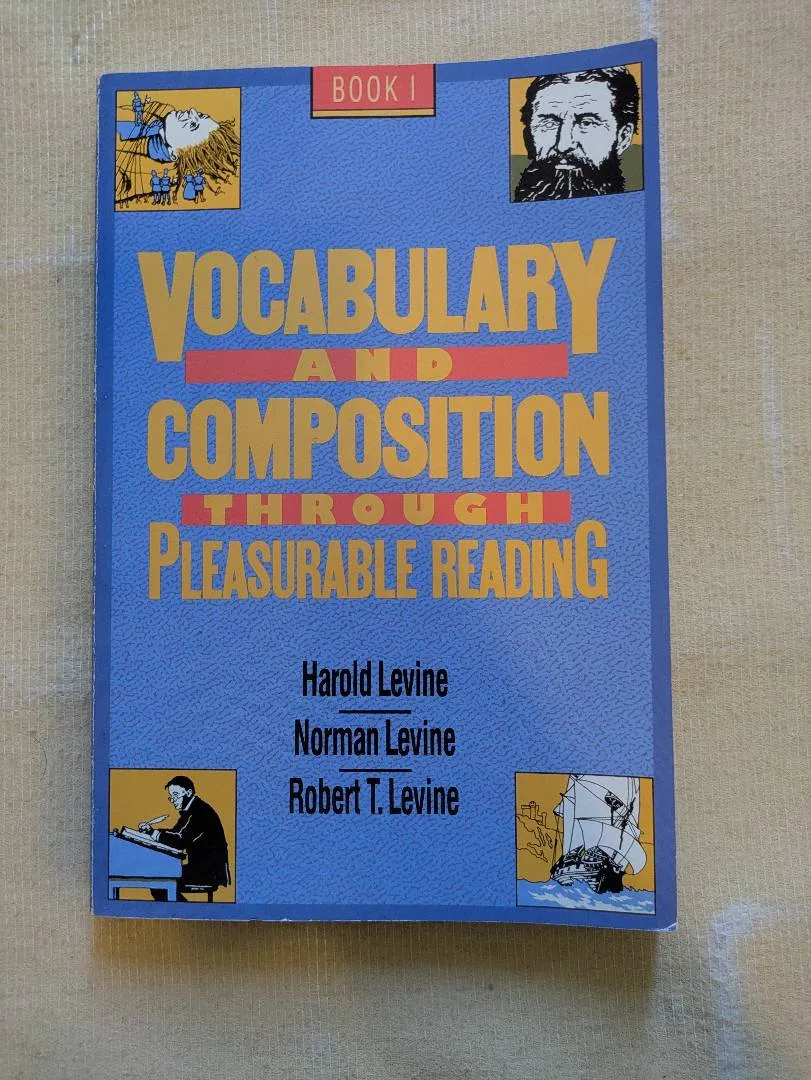 BOOK I
VOCABULARY
AND
COMPOSITION
THROUGH
PLEASURABLE READING
Harold Levine
Norman Levine
Robert T. Levine